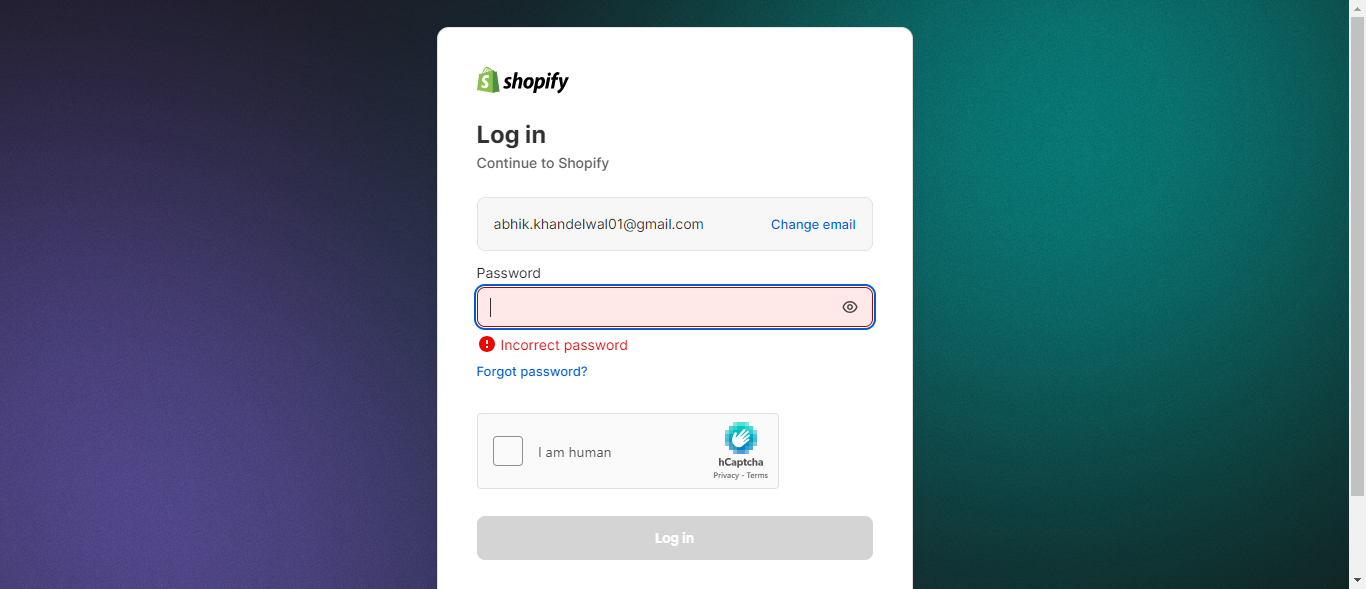 shopify
Log in
Continue to Shopify
abhik.khandelwal01@gmail.com Change email
Password
Incorrect password
Forgot password?
I am human
hCaptcha
Privacy - Terms
Log in